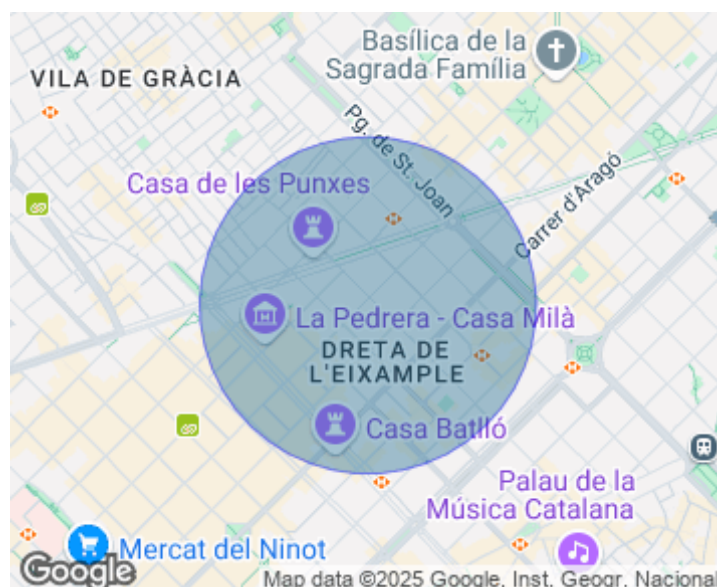 Basílica de la
Sagrada Família
VILA DE GRÀCIA
Pg. de St. Joan
Casa de les Punxes
Carrer d'Aragó
La Pedrera - Casa Milà
DRETA DE
L'EIXAMPLE
Casa Batlló
Palau de la
Música Catalana
Mercat del Ninot
Google
Map data ©2025 Google, Inst. Geogr. Nacional